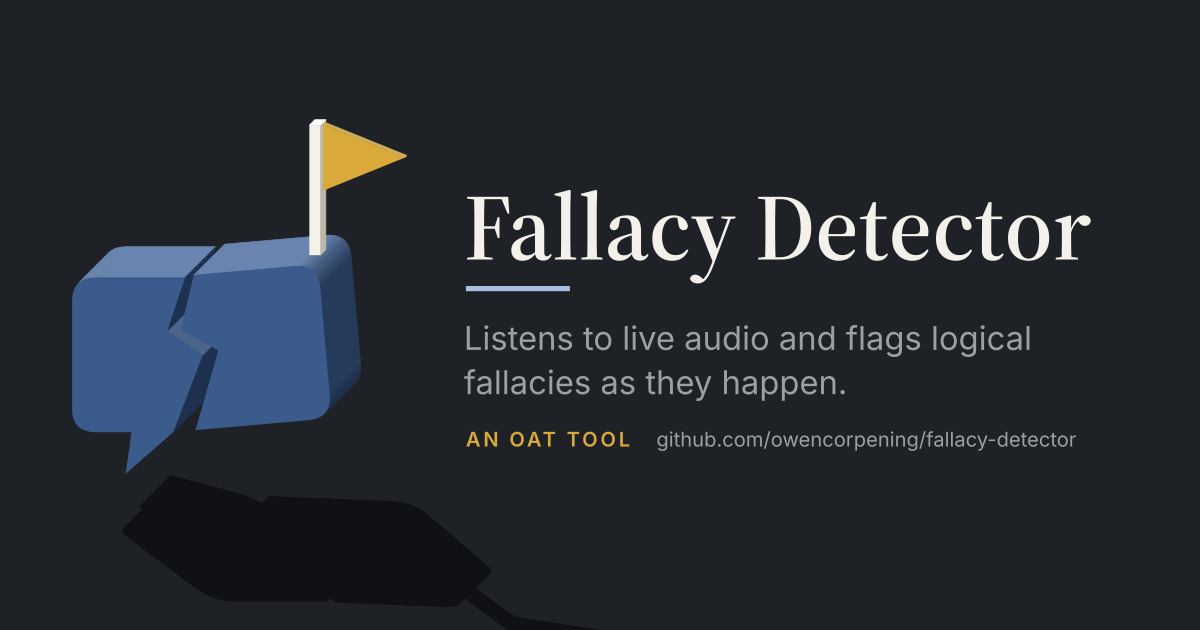 Fallacy Detector
Listens to live audio and flags logical
fallacies as they happen.
AN OAT TOOL github.com/owencorpening/fallacy-detector